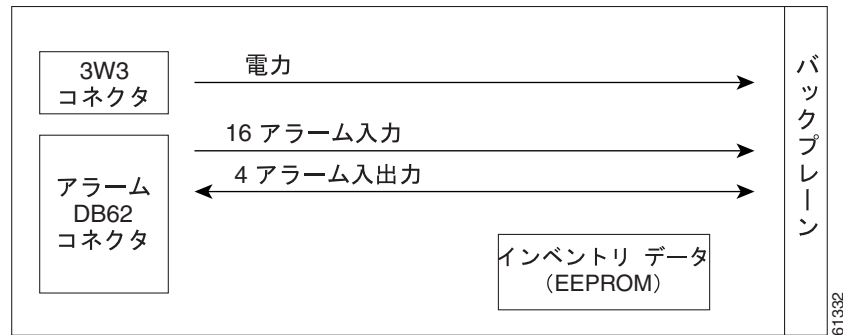 3W3
コネクタ
電力
16 アラーム入力
4 アラーム入出力
アラーム
DB62
コネクタ
インベントリ データ
（EEPROM）
バックプレーン
61332